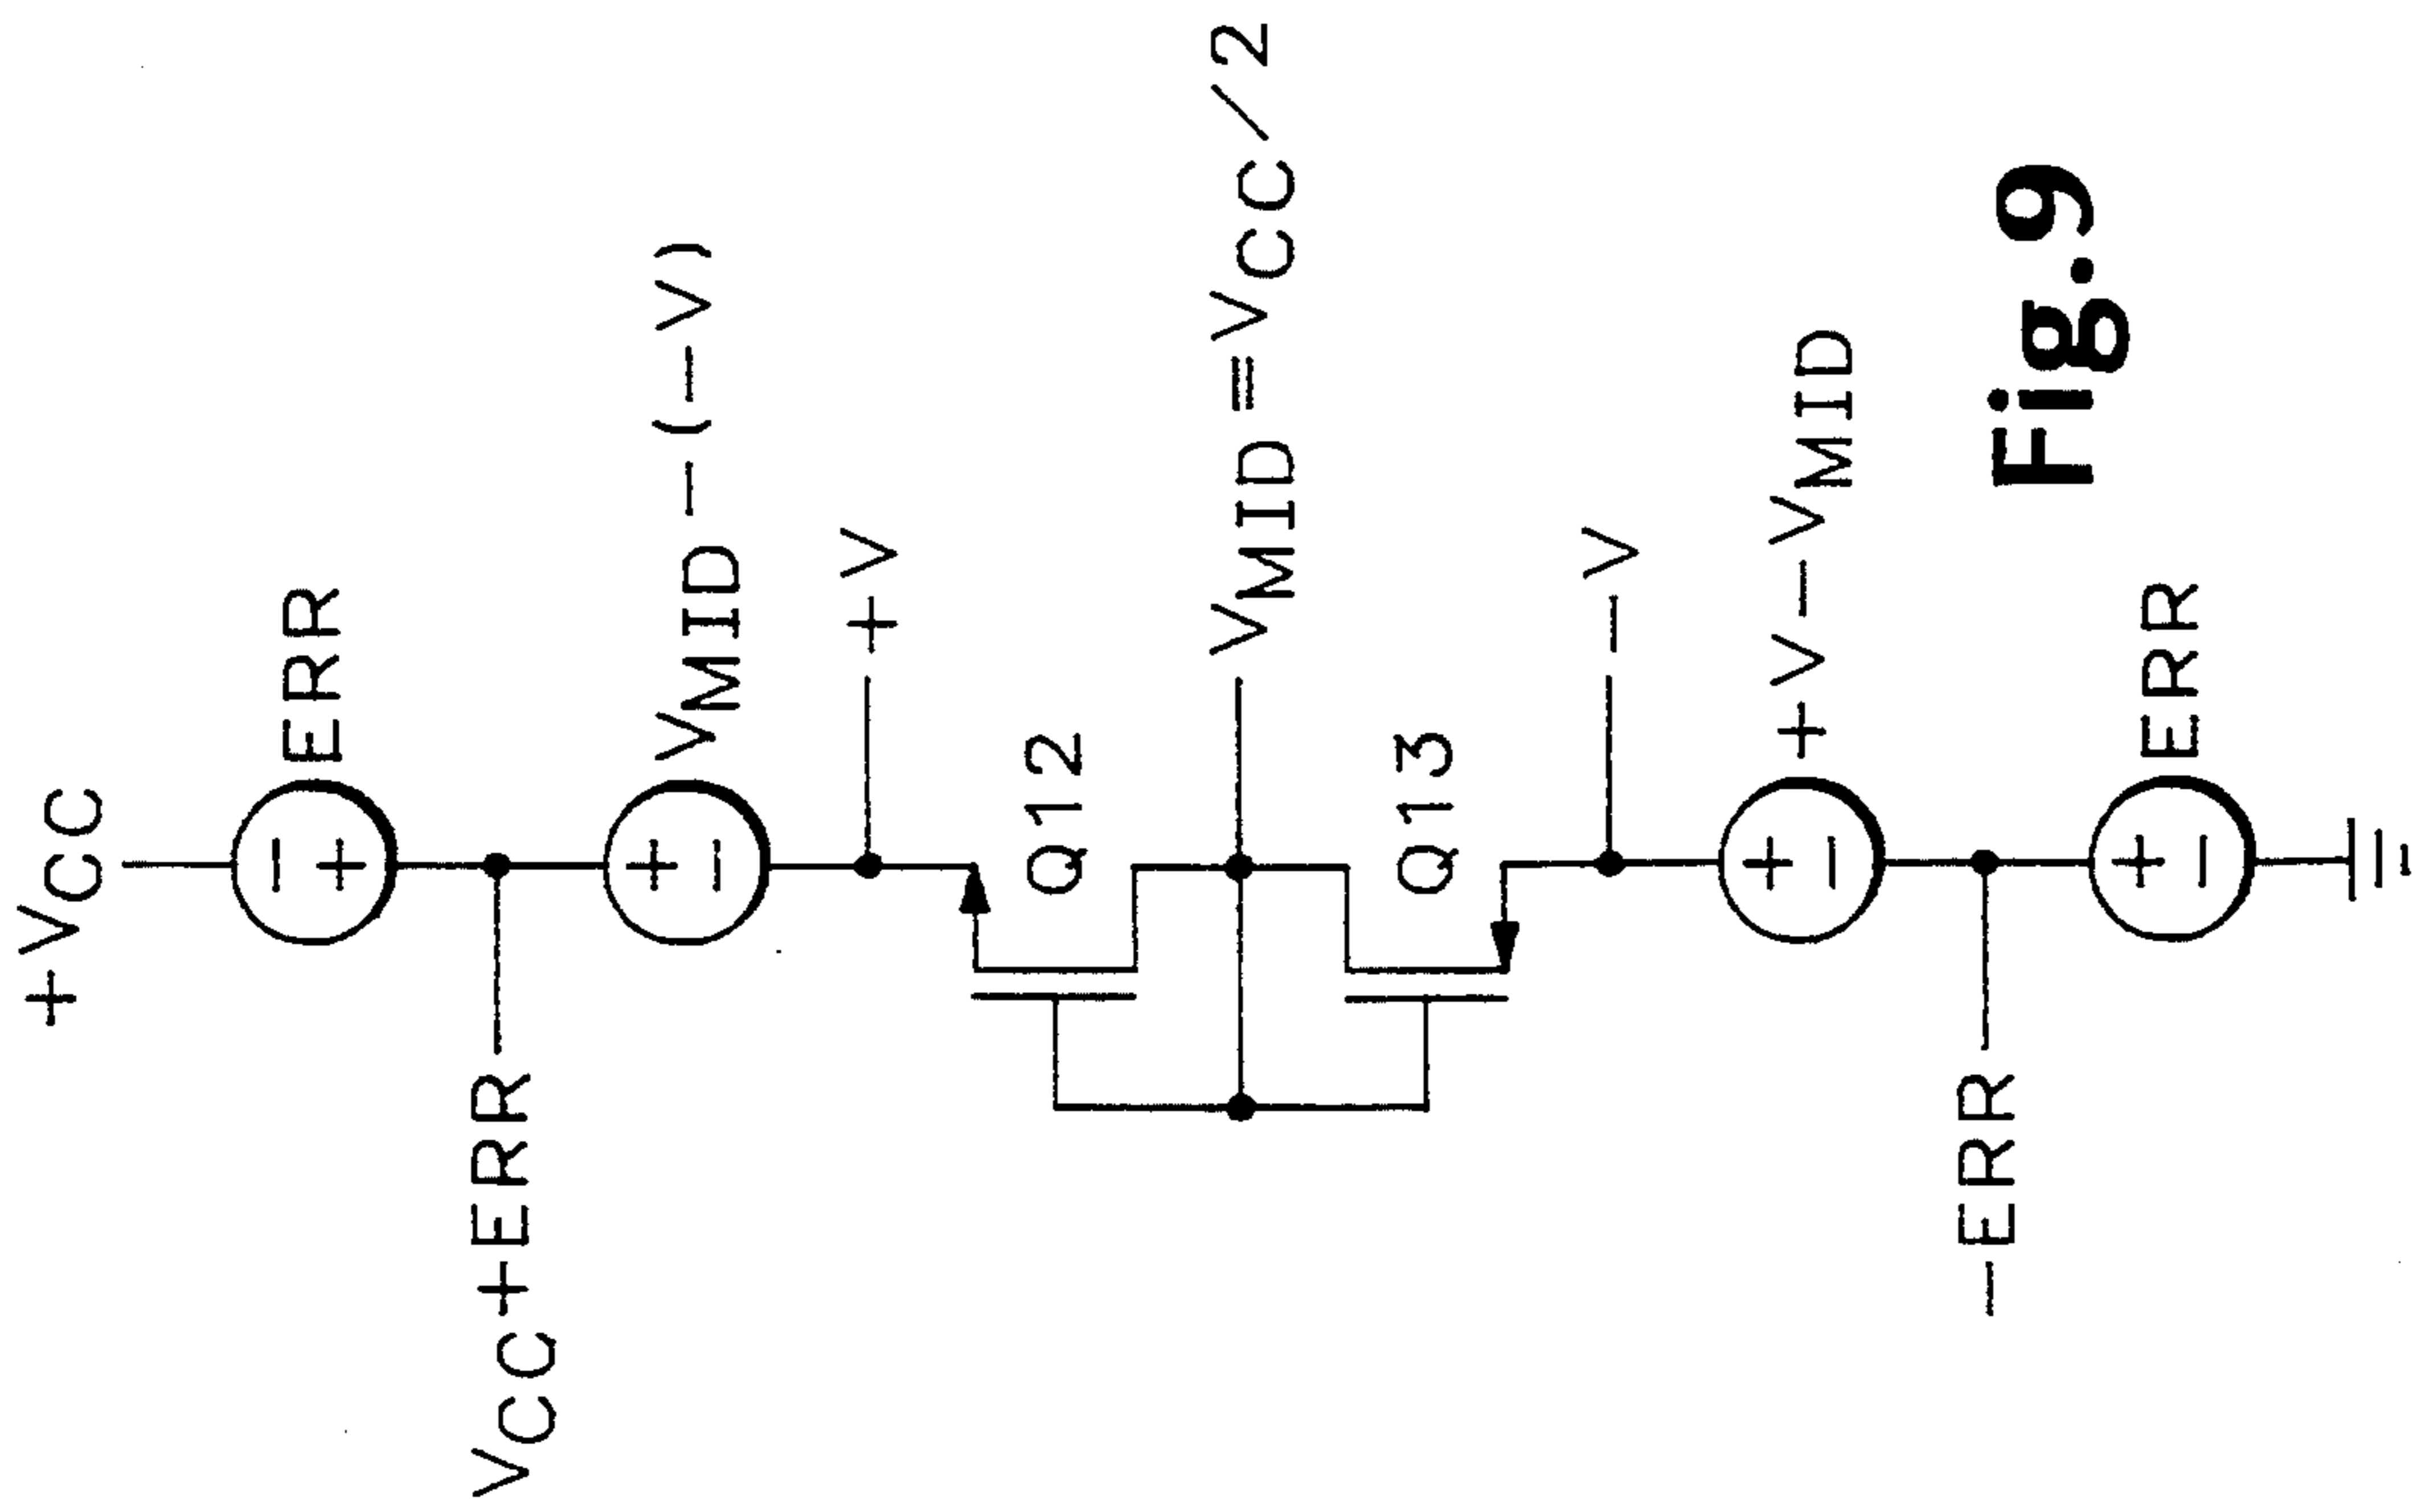 +VCC
ERR
VCC+ERR
VMID-(-V)
+V
Q12
VMID=VCC/2
Q13
-V
+V-VMID
-ERR
ERR
Fig.9